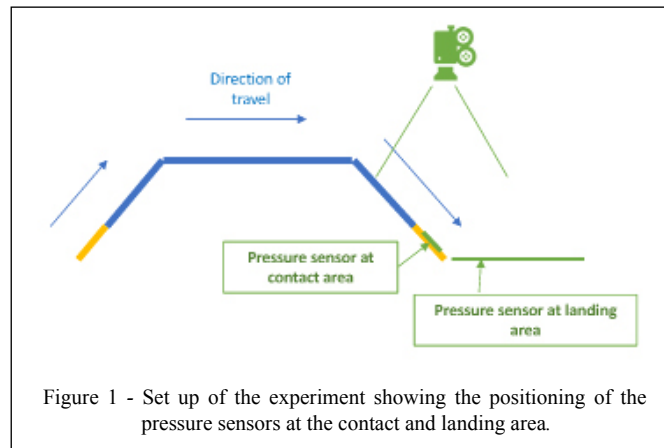 Direction of
travel
Pressure sensor at
contact area
Pressure sensor at landing
area
Figure 1 - Set up of the experiment showing the positioning of the
pressure sensors at the contact and landing area.